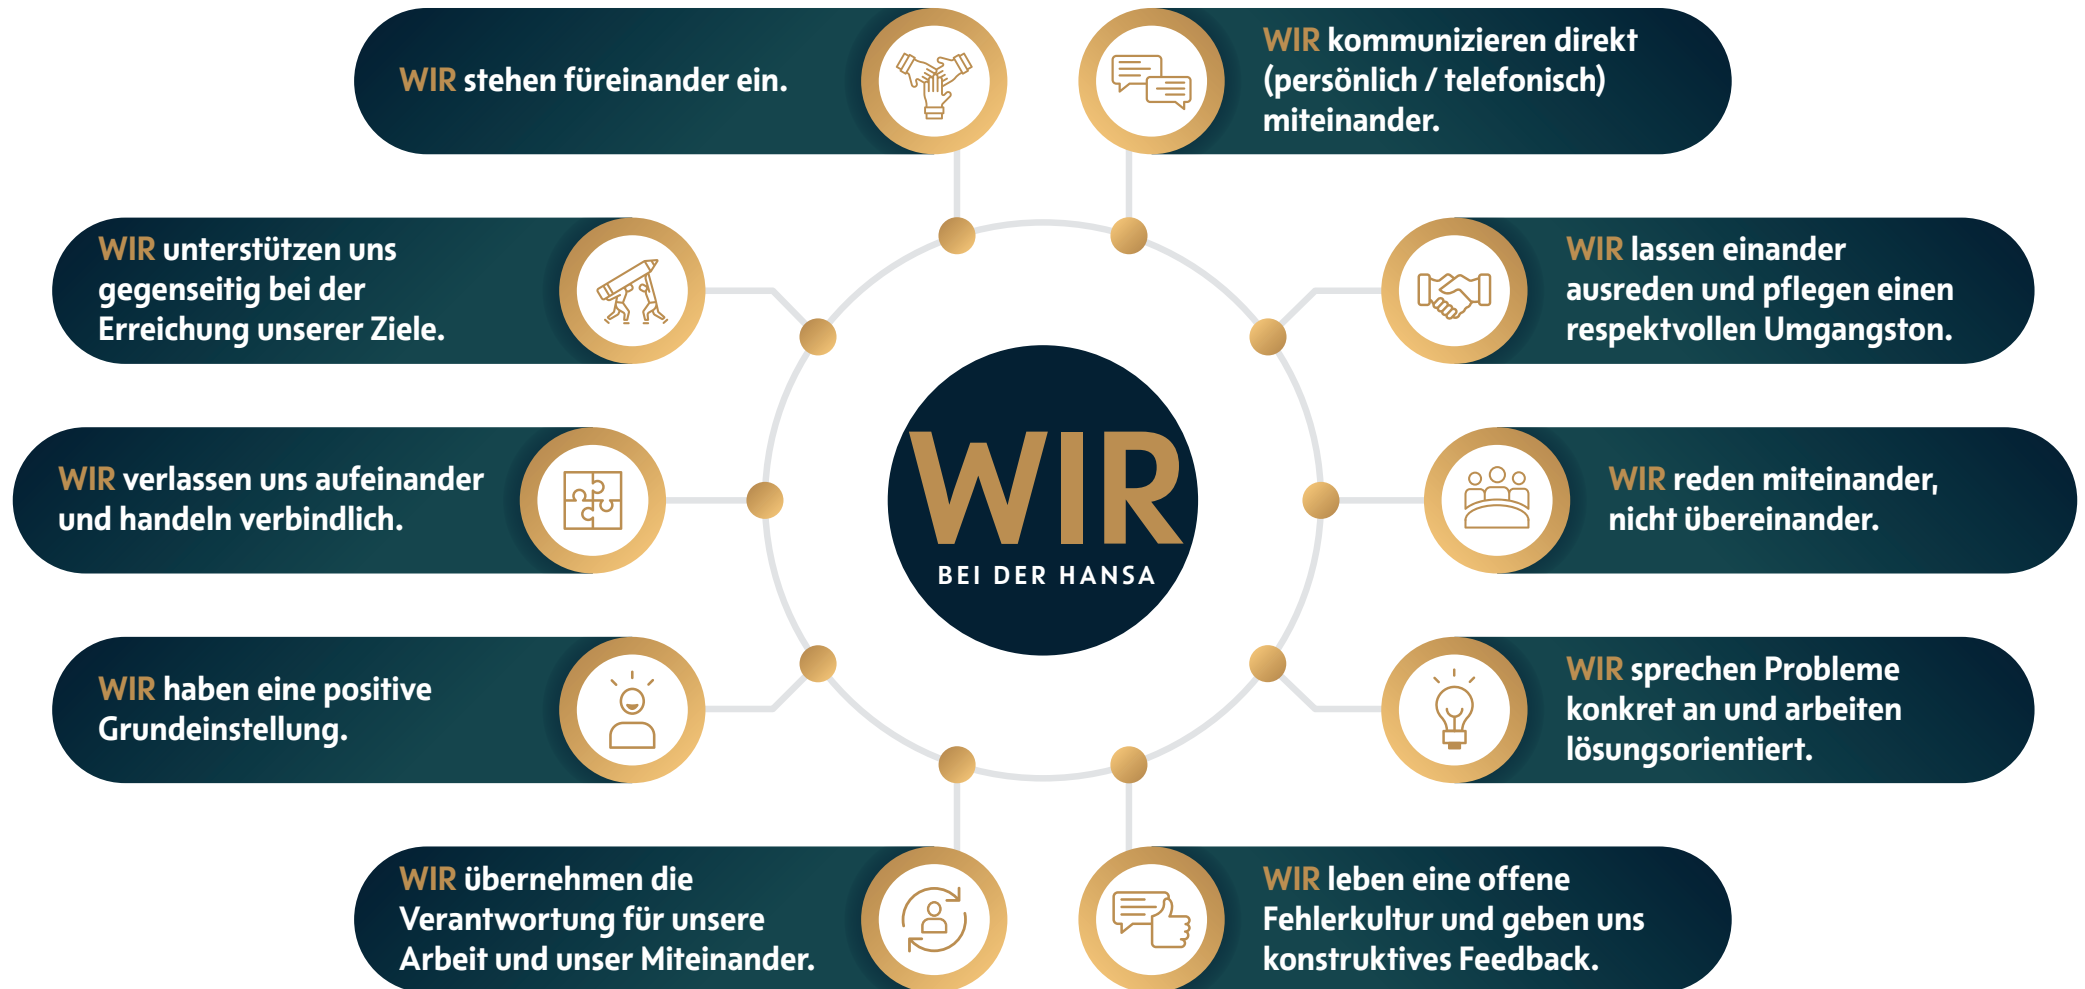 WIR stehen füreinander ein.
WIR kommunizieren direkt
(persönlich / telefonisch)
miteinander.
WIR unterstützen uns
gegenseitig bei der
Erreichung unserer Ziele.
WIR lassen einander
ausreden und pflegen einen
respektvollen Umgangston.
WIR verlassen uns aufeinander
und handeln verbindlich.
WIR
BEI DER HANSA
WIR reden miteinander,
nicht übereinander.
WIR haben eine positive
Grundeinstellung.
WIR sprechen Probleme
konkret an und arbeiten
lösungsorientiert.
WIR übernehmen die
Verantwortung für unsere
Arbeit und unser Miteinander.
WIR leben eine offene
Fehlerkultur und geben uns
konstruktives Feedback.